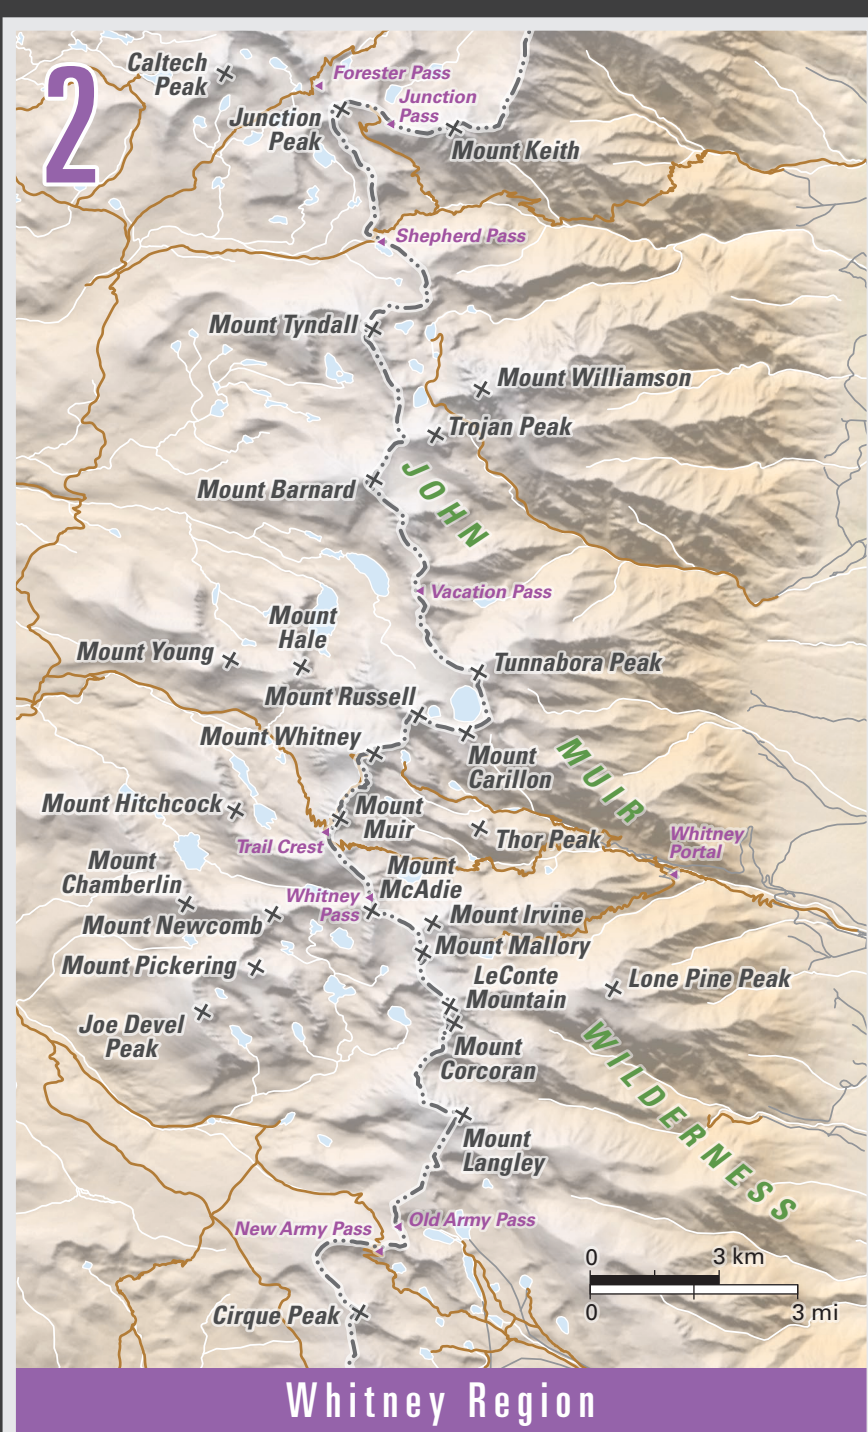 2
Caltech
Peak
Forester Pass
Junction
Pass
Junction
Peak
Mount Keith
Shepherd Pass
Mount Tyndall
Mount Williamson
Trojan Peak
JOHN
Mount Barnard
Vacation Pass
Mount
Hale
Mount Young
Tunnabora Peak
Mount Russell
Mount Whitney
Mount
Carillon
MUIR
Mount Hitchcock
Mount
Muir
Thor Peak
Whitney
Portal
Trail Crest
Mount
Chamberlin
Mount
McAdie
Whitney
Pass
Mount Newcomb
Mount Irvine
Mount Mallory
Mount Pickering
LeConte
Mountain
Lone Pine Peak
Joe Devel
Peak
Mount
Corcoran
WILDERNESS
Mount
Langley
New Army Pass
Old Army Pass
0 3 km
0 3 mi
Cirque Peak
Whitney Region